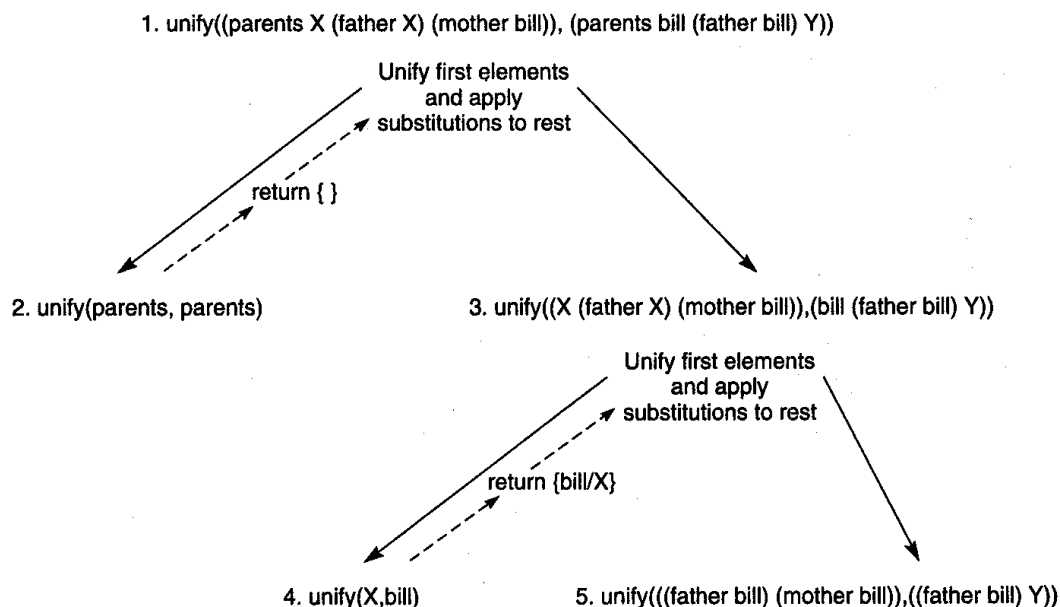 1. unify((parents X (father X) (mother bill)), (parents bill (father bill) Y))
Unify first elements
and apply
substitutions to rest
return { }
2. unify(parents, parents)
3. unify((X (father X) (mother bill)),(bill (father bill) Y))
Unify first elements
and apply
substitutions to rest
return {bill/X}
4. unify(X,bill)
5. unify(((father bill) (mother bill)),((father bill) Y))